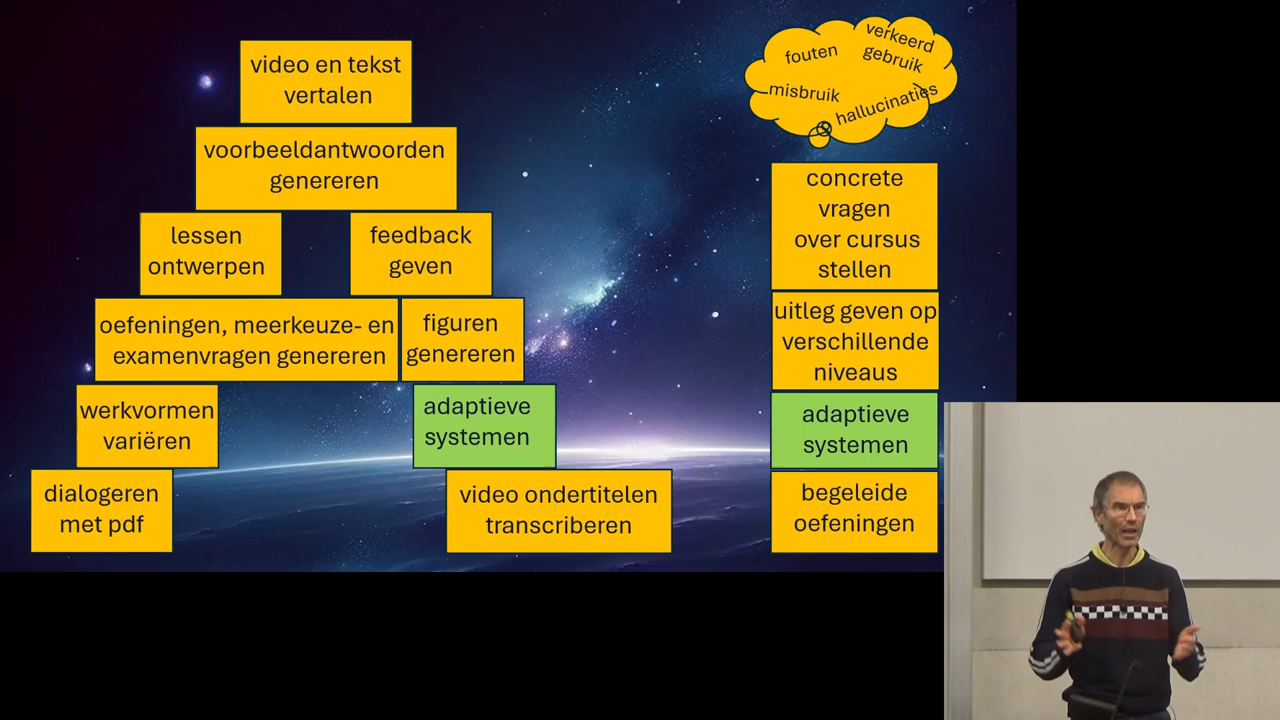 video en tekst
vertalen
voorbeeldantwoorden
genereren
lessen
ontwerpen
feedback
geven
oefeningen, meerkeuze- en
examenvragen genereren
figuren
genereren
werkvormen
variëren
adaptieve
systemen
dialogeren
met pdf
video ondertitelen
transcriberen
fouten
verkeerd
gebruik
misbruik
hallucinaties
concrete
vragen
over cursus
stellen
uitleg geven op
verschillende
niveaus
adaptieve
systemen
begeleide
oefeningen